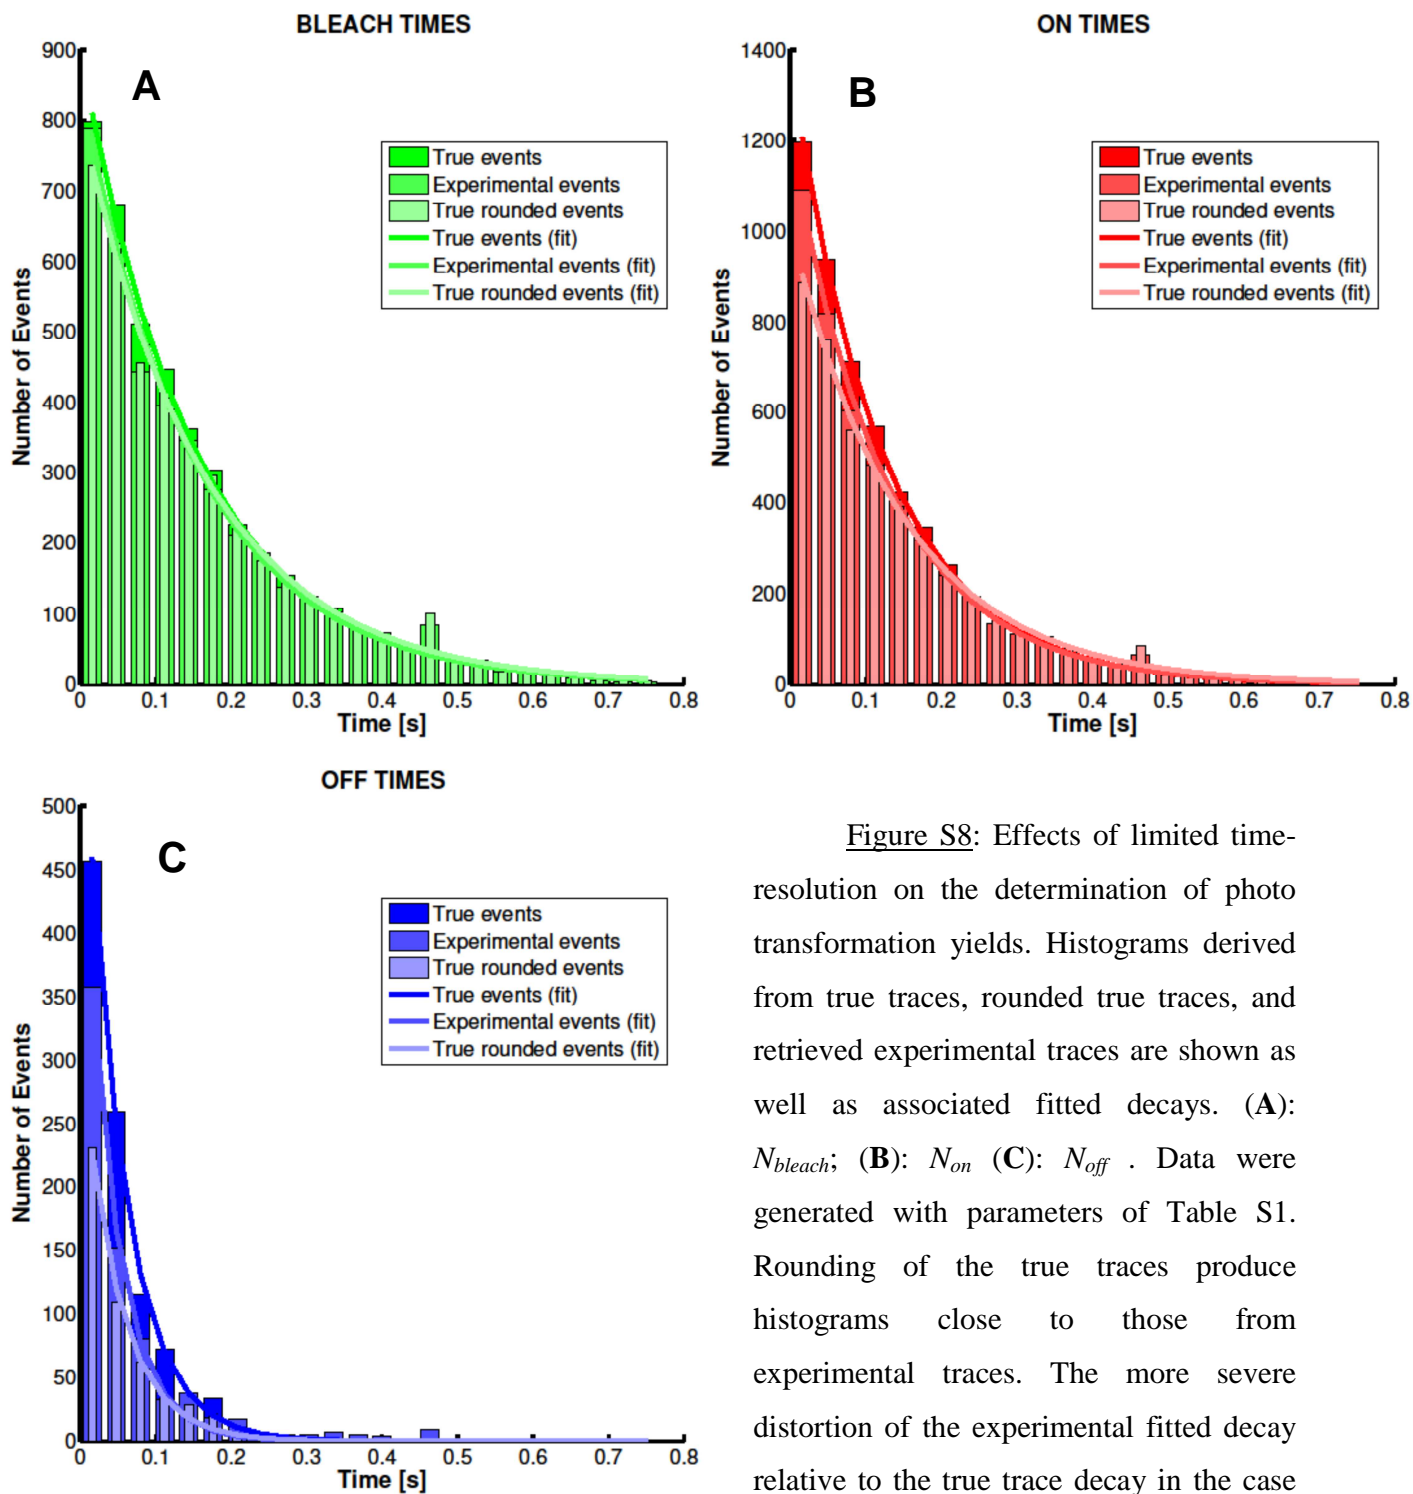 BLEACH TIMES
A
Number of Events
900
800
700
600
500
400
300
200
100
0
True events
Experimental events
True rounded events
True events (fit)
Experimental events (fit)
True rounded events (fit)
0 0.1 0.2 0.3 0.4 0.5 0.6 0.7 0.8
Time [s]
ON TIMES
B
Number of Events
1400
1200
1000
800
600
400
200
0
True events
Experimental events
True rounded events
True events (fit)
Experimental events (fit)
True rounded events (fit)
0 0.1 0.2 0.3 0.4 0.5 0.6 0.7 0.8
Time [s]
OFF TIMES
C
Number of Events
500
450
400
350
300
250
200
150
100
50
0
True events
Experimental events
True rounded events
True events (fit)
Experimental events (fit)
True rounded events (fit)
0 0.1 0.2 0.3 0.4 0.5 0.6 0.7 0.8
Time [s]
Figure S8: Effects of limited time-
resolution on the determination of photo
transformation yields. Histograms derived
from true traces, rounded true traces, and
retrieved experimental traces are shown as
well as associated fitted decays. (A):
Nbleach; (B): Non (C): Noff . Data were
generated with parameters of Table S1.
Rounding of the true traces produce
histograms close to those from
experimental traces. The more severe
distortion of the experimental fitted decay
relative to the true trace decay in the case